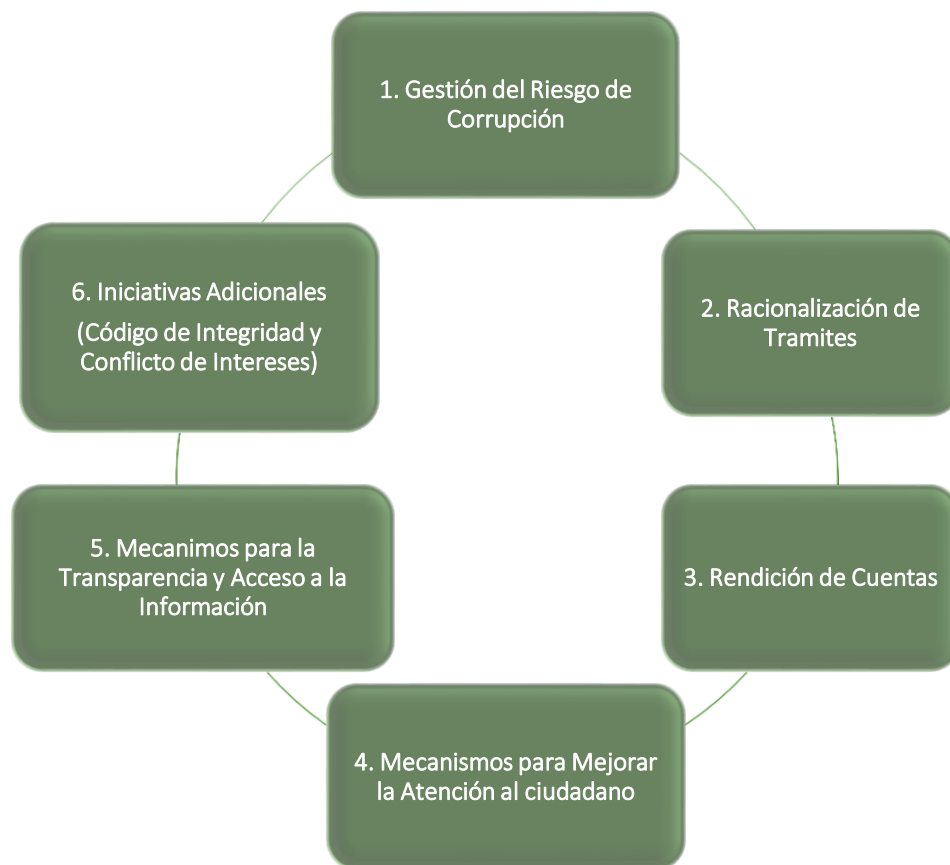 1. Gestión del Riesgo de
Corrupción
2. Racionalización de
Tramites
3. Rendición de Cuentas
4. Mecanismos para Mejorar
la Atención al ciudadano
5. Mecanimos para la
Transparencia y Acceso a la
Información
6. Iniciativas Adicionales
(Código de Integridad y
Conflicto de Intereses)